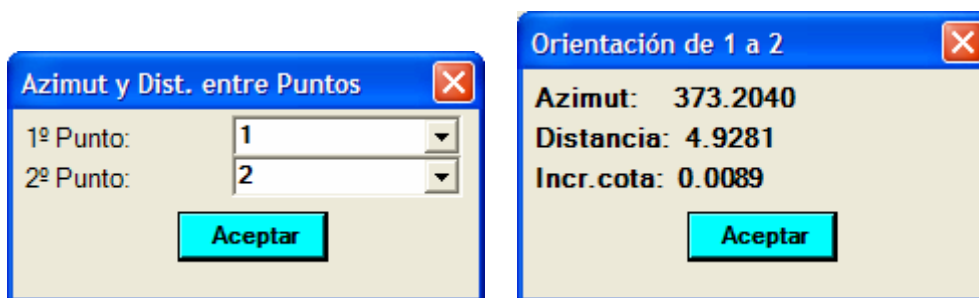 Azimut y Dist. entre Puntos
1º Punto: 1
2º Punto: 2
Aceptar
Orientación de 1 a 2
Azimut: 373.2040
Distancia: 4.9281
Incr.cota: 0.0089
Aceptar